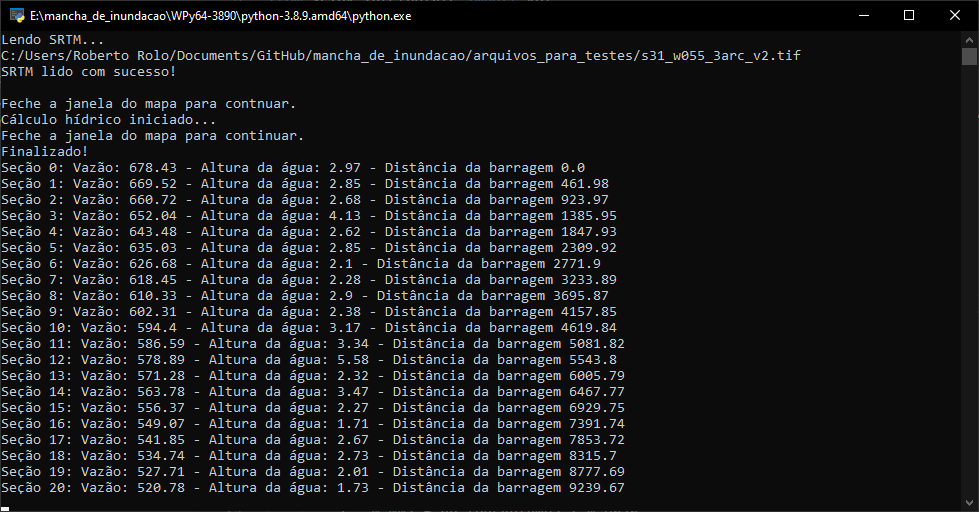 E:\mancha_de_inundacao\WPy64-3890\python-3.8.9.amd64\python.exe
Lendo SRTM...
C:/Users/Roberto Rolo/Documents/GitHub/mancha_de_inundacao/arquivos_para_testes/s31_w055_3arc_v2.tif
SRTM lido com sucesso!
Feche a janela do mapa para contnuar.
Cálculo hídrico iniciado...
Feche a janela do mapa para continuar.
Finalizado!
Seção 0: Vazão: 678.43 - Altura da água: 2.97 - Distância da barragem 0.0
Seção 1: Vazão: 669.52 - Altura da água: 2.85 - Distância da barragem 461.98
Seção 2: Vazão: 660.72 - Altura da água: 2.68 - Distância da barragem 923.97
Seção 3: Vazão: 652.04 - Altura da água: 4.13 - Distância da barragem 1385.95
Seção 4: Vazão: 643.48 - Altura da água: 2.62 - Distância da barragem 1847.93
Seção 5: Vazão: 635.03 - Altura da água: 2.85 - Distância da barragem 2309.92
Seção 6: Vazão: 626.68 - Altura da água: 2.1 - Distância da barragem 2771.9
Seção 7: Vazão: 618.45 - Altura da água: 2.28 - Distância da barragem 3233.89
Seção 8: Vazão: 610.33 - Altura da água: 2.9 - Distância da barragem 3695.87
Seção 9: Vazão: 602.31 - Altura da água: 2.38 - Distância da barragem 4157.85
Seção 10: Vazão: 594.4 - Altura da água: 3.17 - Distância da barragem 4619.84
Seção 11: Vazão: 586.59 - Altura da água: 3.34 - Distância da barragem 5081.82
Seção 12: Vazão: 578.89 - Altura da água: 5.58 - Distância da barragem 5543.8
Seção 13: Vazão: 571.28 - Altura da água: 2.32 - Distância da barragem 6005.79
Seção 14: Vazão: 563.78 - Altura da água: 3.47 - Distância da barragem 6467.77
Seção 15: Vazão: 556.37 - Altura da água: 2.27 - Distância da barragem 6929.75
Seção 16: Vazão: 549.07 - Altura da água: 1.71 - Distância da barragem 7391.74
Seção 17: Vazão: 541.85 - Altura da água: 2.67 - Distância da barragem 7853.72
Seção 18: Vazão: 534.74 - Altura da água: 2.73 - Distância da barragem 8315.7
Seção 19: Vazão: 527.71 - Altura da água: 2.01 - Distância da barragem 8777.69
Seção 20: Vazão: 520.78 - Altura da água: 1.73 - Distância da barragem 9239.67